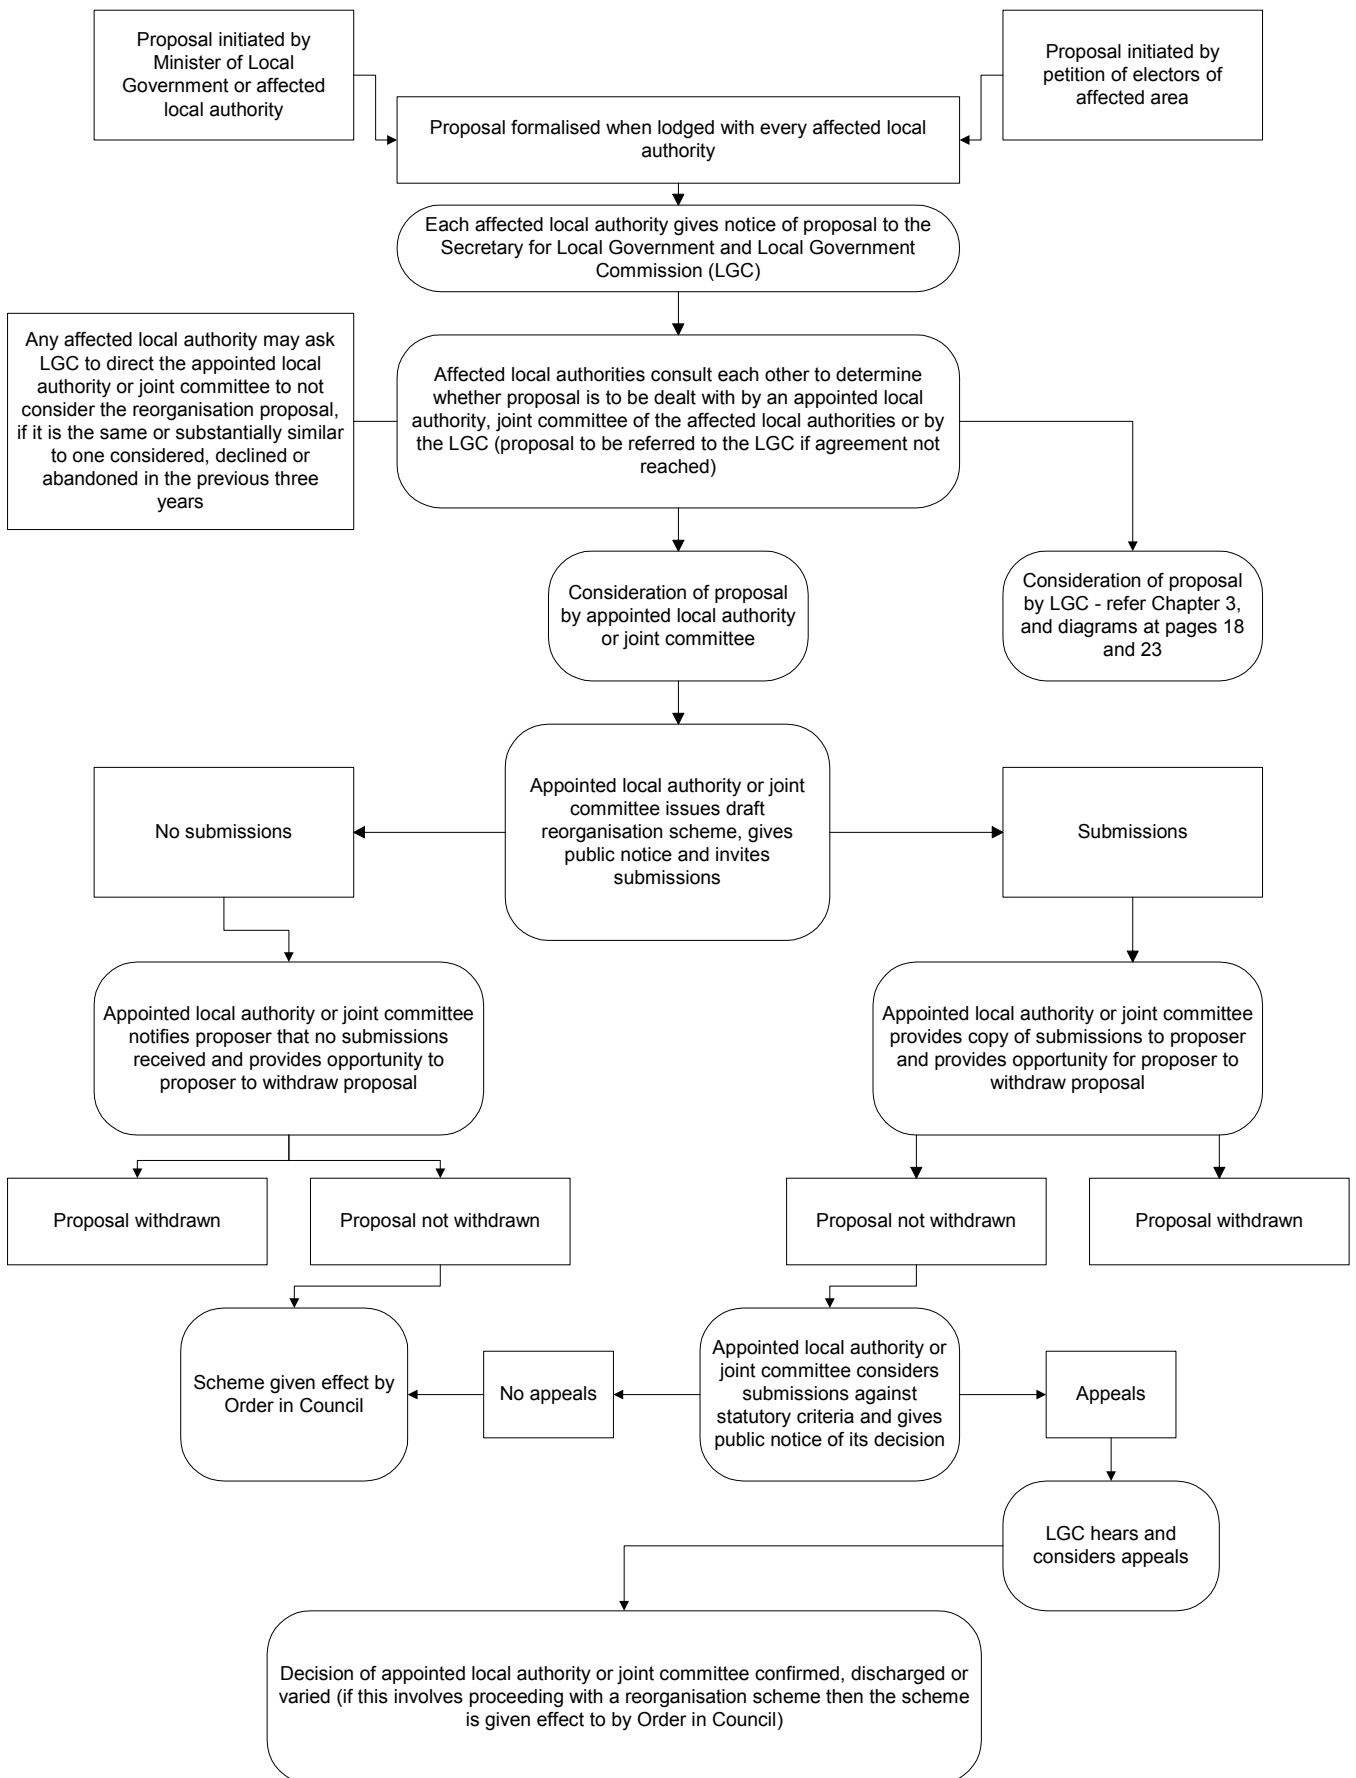 Proposal initiated by
Minister of Local
Government or affected
local authority
Proposal initiated by
petition of electors of
affected area
Proposal formalised when lodged with every affected local
authority
Each affected local authority gives notice of proposal to the
Secretary for Local Government and Local Government
Commission (LGC)
Any affected local authority may ask
LGC to direct the appointed local
authority or joint committee to not
consider the reorganisation proposal,
if it is the same or substantially similar
to one considered, declined or
abandoned in the previous three
years
Affected local authorities consult each other to determine
whether proposal is to be dealt with by an appointed local
authority, joint committee of the affected local authorities or by
the LGC (proposal to be referred to the LGC if agreement not
reached)
Consideration of proposal
by appointed local authority
or joint committee
Consideration of proposal
by LGC - refer Chapter 3,
and diagrams at pages 18
and 23
No submissions
Appointed local authority or joint
committee issues draft
reorganisation scheme, gives
public notice and invites
submissions
Submissions
Appointed local authority or joint committee
notifies proposer that no submissions
received and provides opportunity to
proposer to withdraw proposal
Appointed local authority or joint committee
provides copy of submissions to proposer
and provides opportunity for proposer to
withdraw proposal
Proposal withdrawn
Proposal not withdrawn
Proposal not withdrawn
Proposal withdrawn
Scheme given effect by
Order in Council
No appeals
Appointed local authority or
joint committee considers
submissions against
statutory criteria and gives
public notice of its decision
Appeals
LGC hears and
considers appeals
Decision of appointed local authority or joint committee confirmed, discharged or
varied (if this involves proceeding with a reorganisation scheme then the scheme
is given effect to by Order in Council)